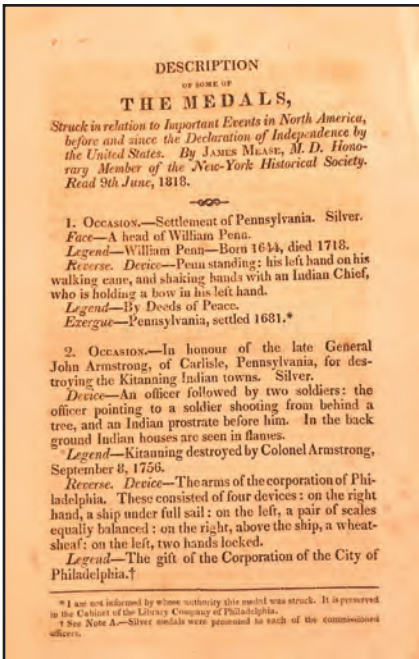 DESCRIPTION
OF SOME OF
THE MEDALS,
Struck in relation to Important Events in North America,
before and since the Declaration of Independence by
the United States. By JAMES MEASE, M. D. Hono-
rary Member of the New-York Historical Society.
Read 9th June, 1818.
1. OCCASION.—Settlement of Pennsylvania. Silver.
Face—A head of William Penn.
Legend—William Penn—Born 1644, died 1718.
Reverse. Device—Penn standing: his left hand on his
walking cane, and shaking hands with an Indian Chief,
who is holding a bow in his left hand.
Legend—By Deeds of Peace.
Exergue—Pennsylvania, settled 1681.*
2. OCCASION.—In honour of the late General
John Armstrong, of Carlisle, Pennsylvania, for des-
troying the Kitanning Indian towns. Silver.
Device—An officer followed by two soldiers: the
officer pointing to a soldier shooting from behind a
tree, and an Indian prostrate before him. In the back
ground Indian houses are seen in flames.
Legend—Kitanning destroyed by Colonel Armstrong,
September 8, 1756.
Reverse. Device—The arms of the corporation of Phi-
ladelphia. These consisted of four devices: on the right
hand, a ship under full sail: on the left, a pair of scales
equally balanced: on the right, above the ship, a wheat-
sheaf: on the left, two hands locked.
Legend—The gift of the Corporation of the City of
Philadelphia.†
* I am not informed by whose authority this medal was struck. It is preserved
in the Cabinet of the Library Company of Philadelphia.
† See Note A.—Silver medals were presented to each of the commissioned
officers.